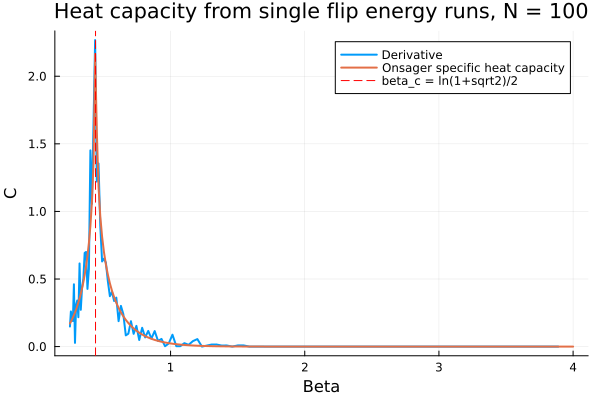 Heat capacity from single flip energy runs, N = 100
Derivative
Onsager specific heat capacity
beta_c = ln(1+sqrt2)/2
C
2.0
1.5
1.0
0.5
0.0
1
2
3
4
Beta